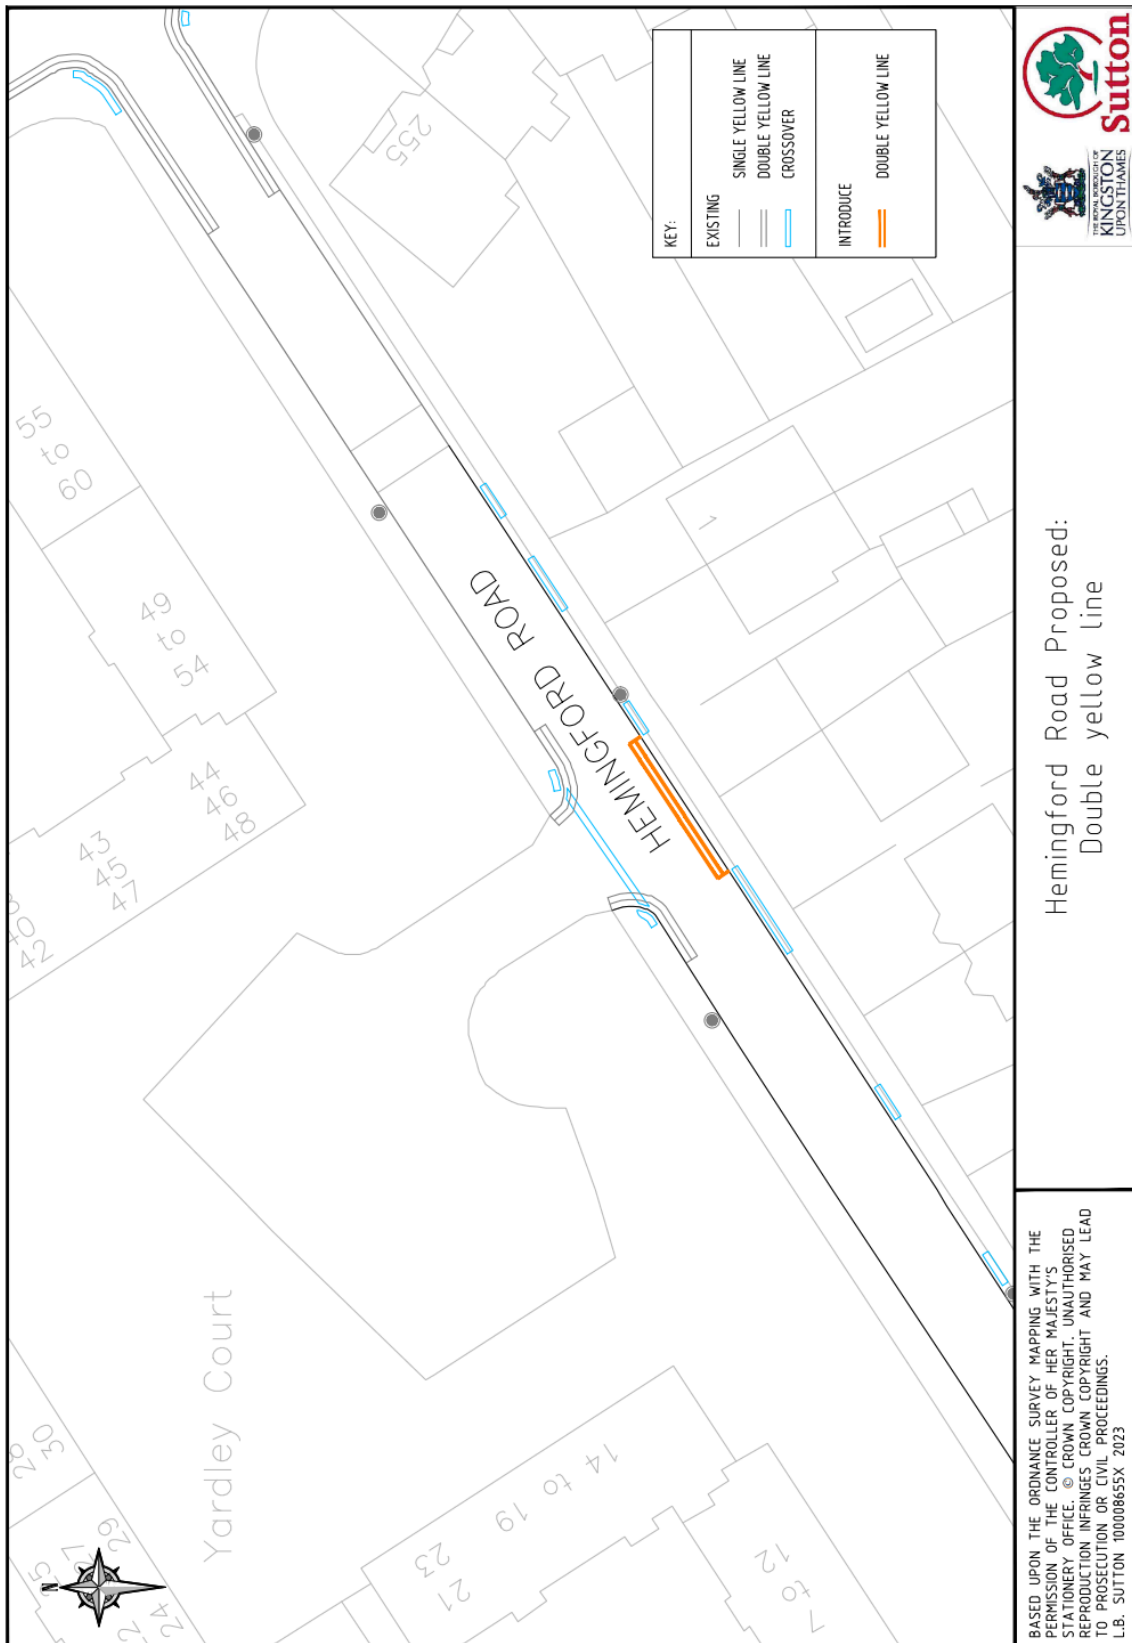 N
Yardley Court
28
30
25
27
29
24
21
23
14 to 19
7 to 12
40
42
43
45
47
44
46
48
49
to
54
55
to
60
HEMINGFORD ROAD
1
255
KEY:
EXISTING
SINGLE YELLOW LINE
DOUBLE YELLOW LINE
CROSSOVER
INTRODUCE
DOUBLE YELLOW LINE
BASED UPON THE ORDNANCE SURVEY MAPPING WITH THE
PERMISSION OF THE CONTROLLER OF HER MAJESTY'S
STATIONERY OFFICE. © CROWN COPYRIGHT. UNAUTHORISED
REPRODUCTION INFRINGES CROWN COPYRIGHT AND MAY LEAD
TO PROSECUTION OR CIVIL PROCEEDINGS.
L.B. SUTTON 100008655X 2023
Hemingford Road Proposed:
Double yellow line
THE ROYAL BOROUGH OF
KINGSTON
UPON THAMES
Sutton